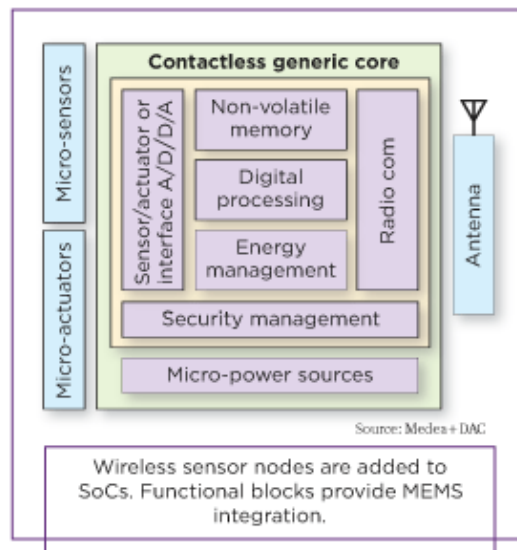 Contactless generic core
Micro-sensors
Micro-actuators
Sensor/actuator or
interface A/D/D/A
Non-volatile
memory
Digital
processing
Energy
management
Radio com
Antenna
Security management
Micro-power sources
Source: Medea+ DAC
Wireless sensor nodes are added to
SoCs. Functional blocks provide MEMS
integration.